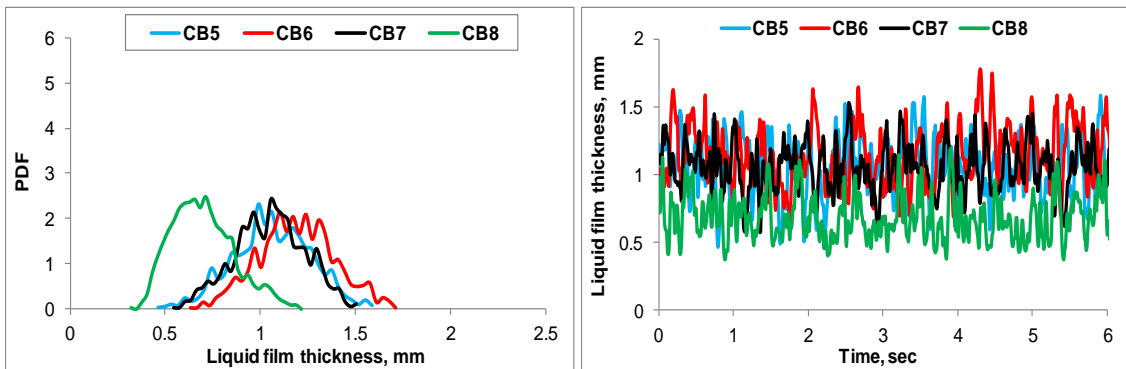 CB5 CB6 CB7 CB8
6
5
4
3
2
1
0
PDF
0 0.5 1 1.5 2 2.5
Liquid film thickness, mm
CB5 CB6 CB7 CB8
2
1.5
1
0.5
0
Liquid film thickness, mm
0 1 2 3 4 5 6
Time, sec